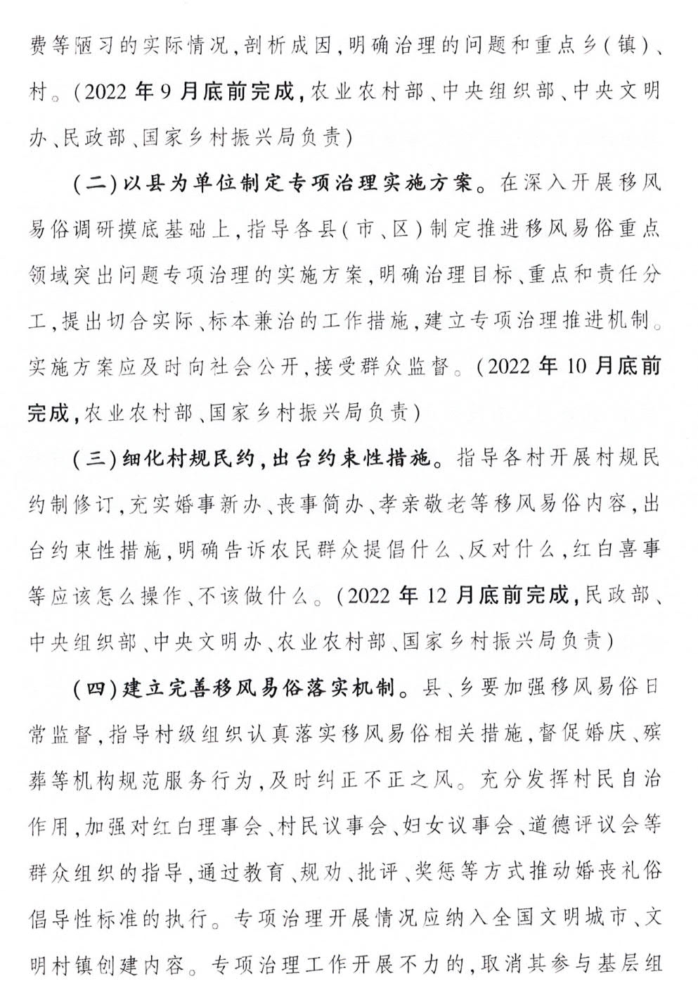 费等陋习的实际情况,剖析成因,明确治理的问题和重点乡(镇)、
村。(2022 年 9 月底前完成,农业农村部、中央组织部、中央文明
办、民政部、国家乡村振兴局负责)
(二)以县为单位制定专项治理实施方案。在深入开展移风
易俗调研摸底基础上,指导各县(市、区)制定推进移风易俗重点
领域突出问题专项治理的实施方案,明确治理目标、重点和责任分
工,提出切合实际、标本兼治的工作措施,建立专项治理推进机制。
实施方案应及时向社会公开,接受群众监督。(2022 年 10 月底前
完成,农业农村部、国家乡村振兴局负责)
(三)细化村规民约,出台约束性措施。指导各村开展村规民
约制修订,充实婚事新办、丧事简办、孝亲敬老等移风易俗内容,出
台约束性措施,明确告诉农民群众提倡什么、反对什么,红白喜事
等应该怎么操作、不该做什么。(2022 年 12 月底前完成,民政部、
中央组织部、中央文明办、农业农村部、国家乡村振兴局负责)
(四)建立完善移风易俗落实机制。县、乡要加强移风易俗日
常监督,指导村级组织认真落实移风易俗相关措施,督促婚庆、殡
葬等机构规范服务行为,及时纠正不正之风。充分发挥村民自治
作用,加强对红白理事会、村民议事会、妇女议事会、道德评议会等
群众组织的指导,通过教育、规劝、批评、奖惩等方式推动婚丧礼俗
倡导性标准的执行。专项治理开展情况应纳入全国文明城市、文
明村镇创建内容。专项治理工作开展不力的,取消其参与基层组